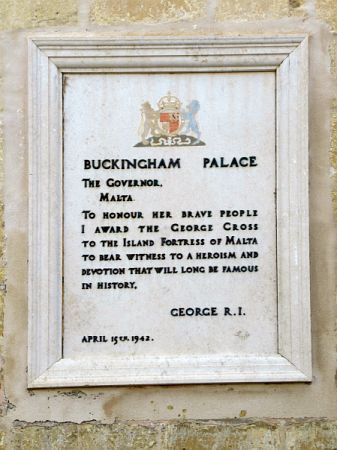 BUCKINGHAM PALACE
THE GOVERNOR,
MALTA
TO HONOUR HER BRAVE PEOPLE
I AWARD THE GEORGE CROSS
TO THE ISLAND FORTRESS OF MALTA
TO BEAR WITNESS TO A HEROISM AND
DEVOTION THAT WILL LONG BE FAMOUS
IN HISTORY.
GEORGE R.I.
APRIL 15TH. 1942.